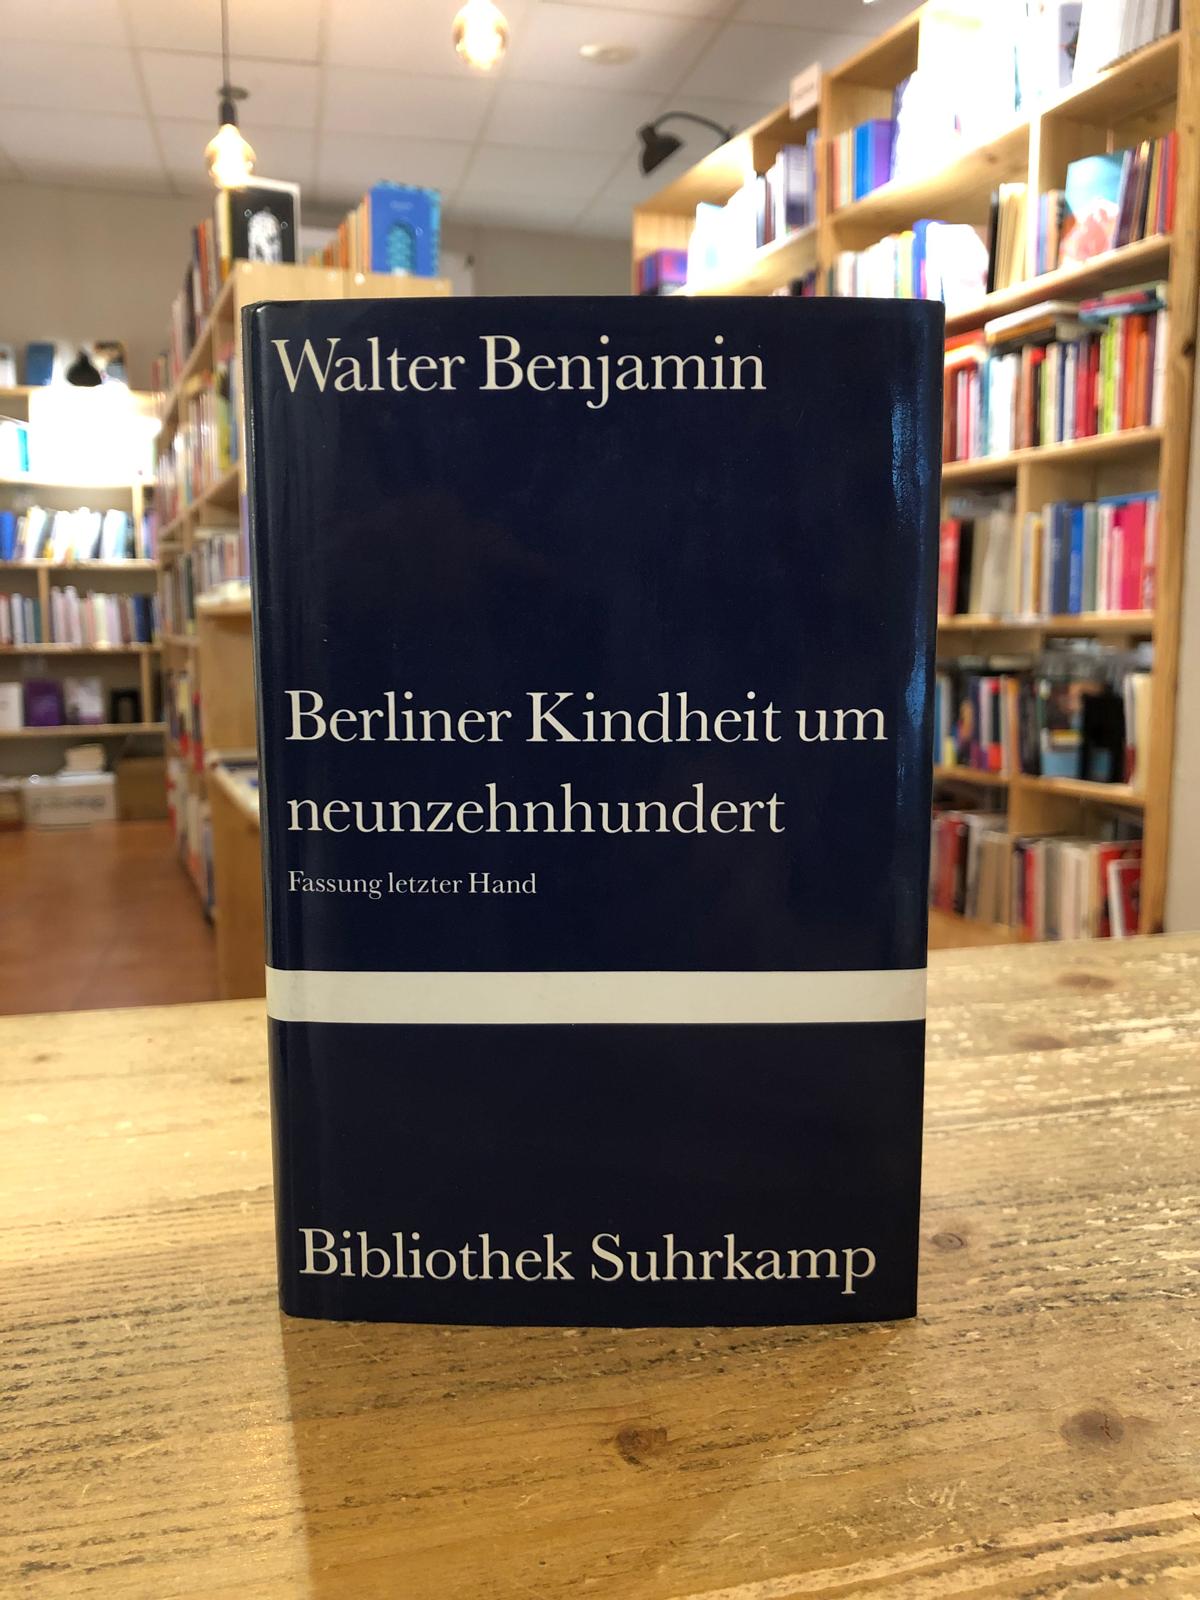 Walter Benjamin
Berliner Kindheit um
neunzehnhundert
Fassung letzter Hand
Bibliothek Suhrkamp